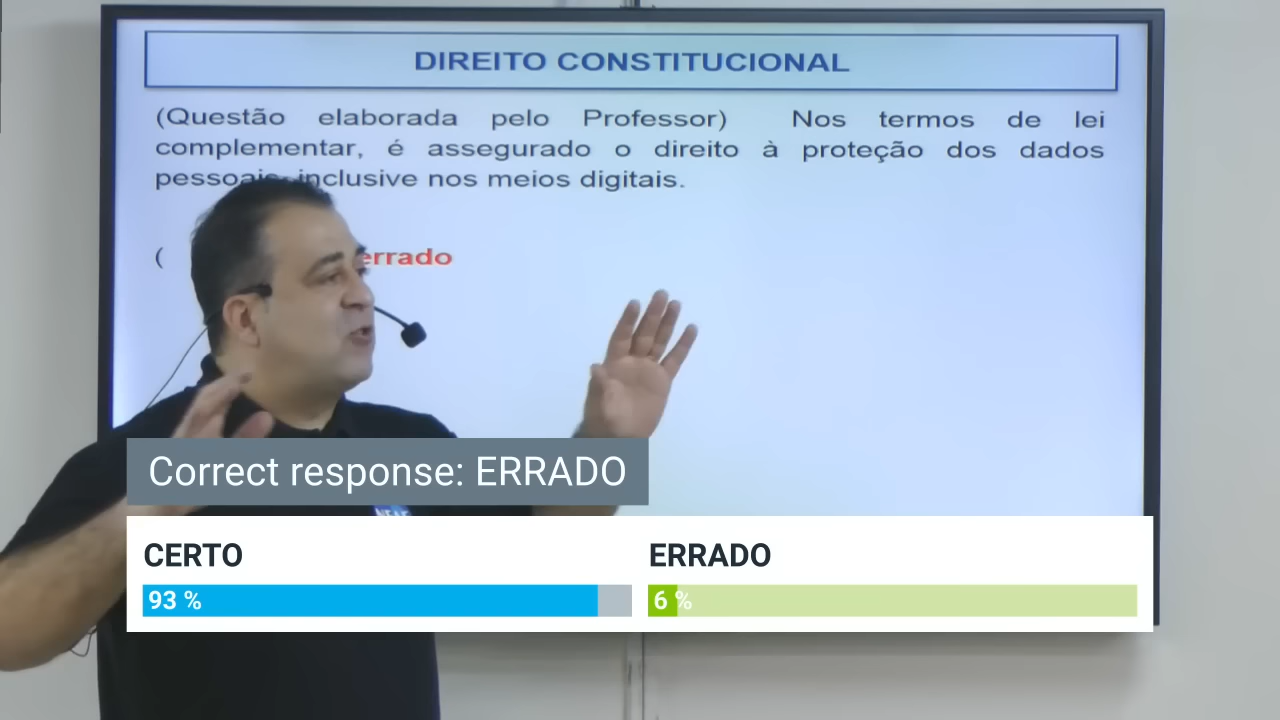 DIREITO CONSTITUCIONAL
(Questão elaborada pelo Professor) Nos termos de lei
complementar, é assegurado o direito à proteção dos dados
pessoais, inclusive nos meios digitais.
( errado
Correct response: ERRADO
CERTO ERRADO
93 % 6 %